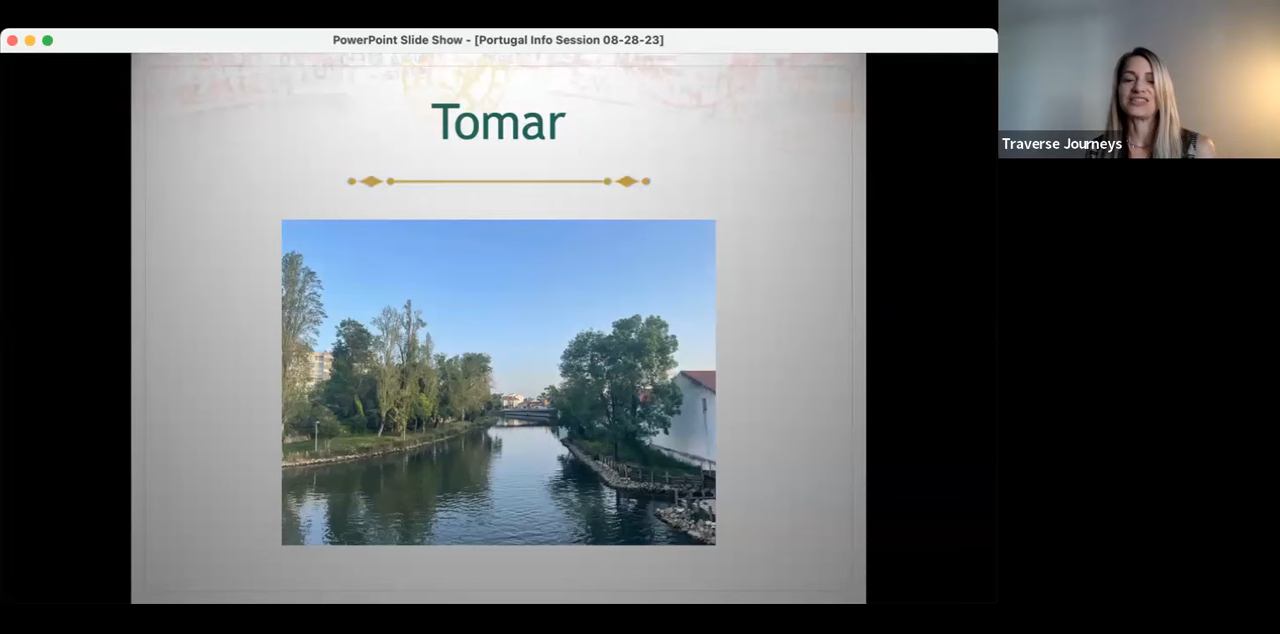 PowerPoint Slide Show - [Portugal Info Session 08-28-23]
Tomar
Traverse Journeys